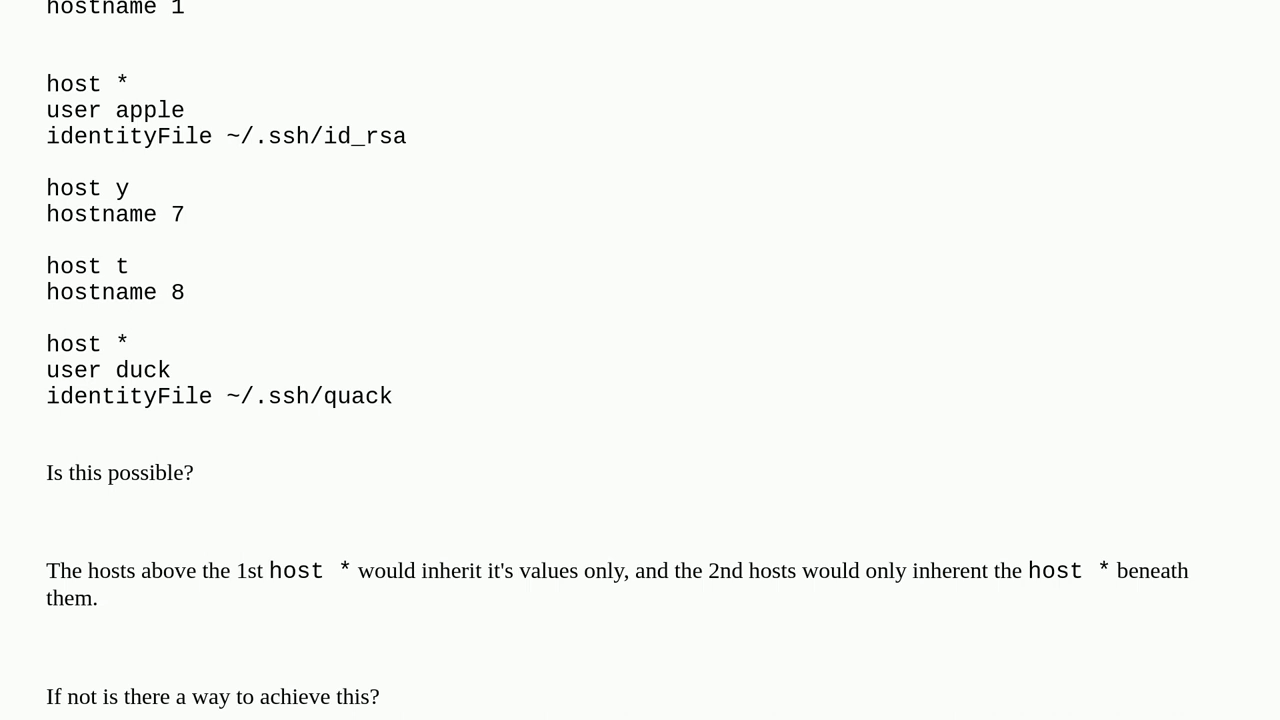 hostname 1
host *
user apple
identityFile ~/.ssh/id_rsa
host y
hostname 7
host t
hostname 8
host *
user duck
identityFile ~/.ssh/quack
Is this possible?
The hosts above the 1st host * would inherit it's values only, and the 2nd hosts would only inherent the host * beneath
them.
If not is there a way to achieve this?